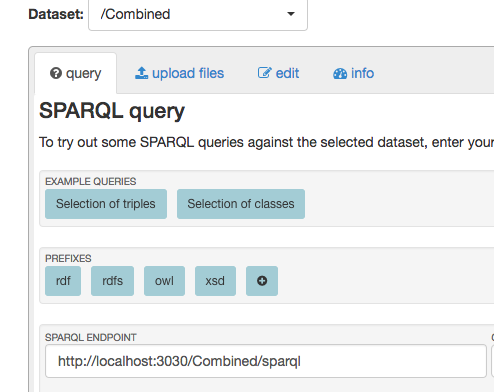 Dataset: /Combined
query upload files edit info
SPARQL query
To try out some SPARQL queries against the selected dataset, enter your
EXAMPLE QUERIES
Selection of triples Selection of classes
PREFIXES
rdf rdfs owl xsd
SPARQL ENDPOINT
http://localhost:3030/Combined/sparql